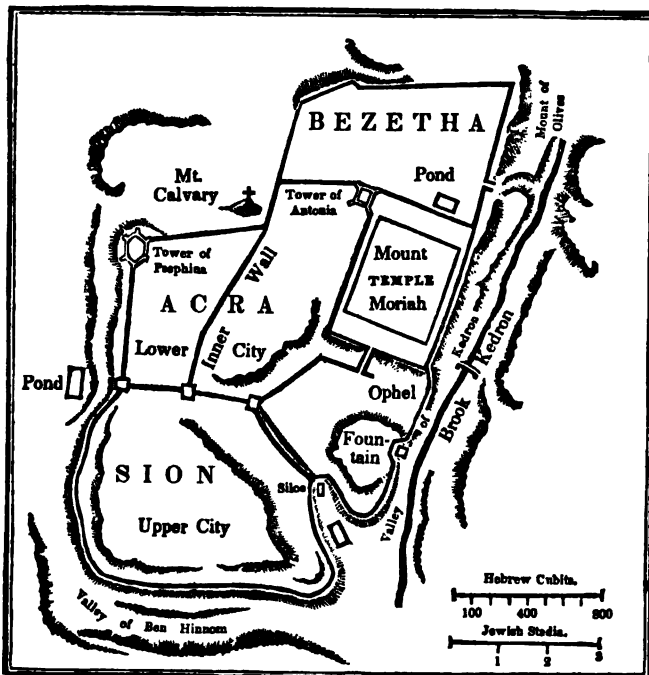 BEZETHA
Mount of
Olives
Mt.
Calvary
Tower of
Antonia
Pond
Tower of
Psephina
Mount
TEMPLE
Moriah
ACRA
Inner Wall
Lower City
Kedron
Brook Kedron
Pond
Ophel
Foun-
tain
Valley of
SION
Siloe
Upper City
Valley of Ben Hinnom
Hebrew Cubits.
100 400 800
Jewish Stadia.
1 2 3